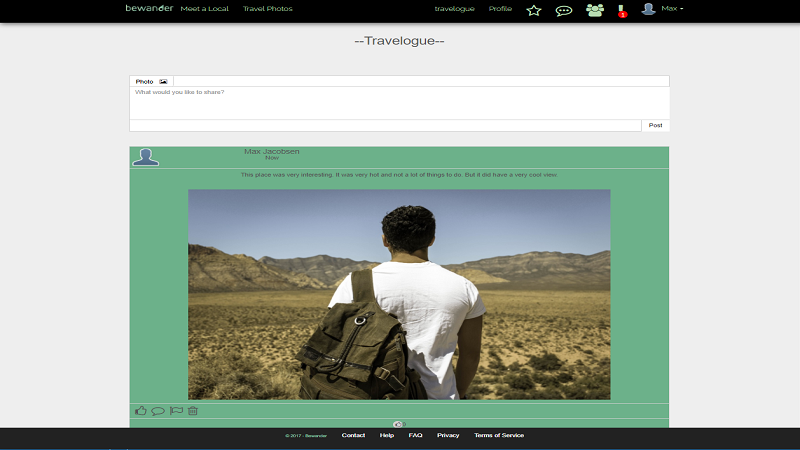 bewander Meet a Local Travel Photos travelogue Profile 1 Max
--Travelogue--
Photo
What would you like to share?
Post
Max Jacobsen
Now
This place was very interesting. It was very hot and not a lot of things to do. But it did have a very cool view.
© 2017 - Bewander Contact Help FAQ Privacy Terms of Service